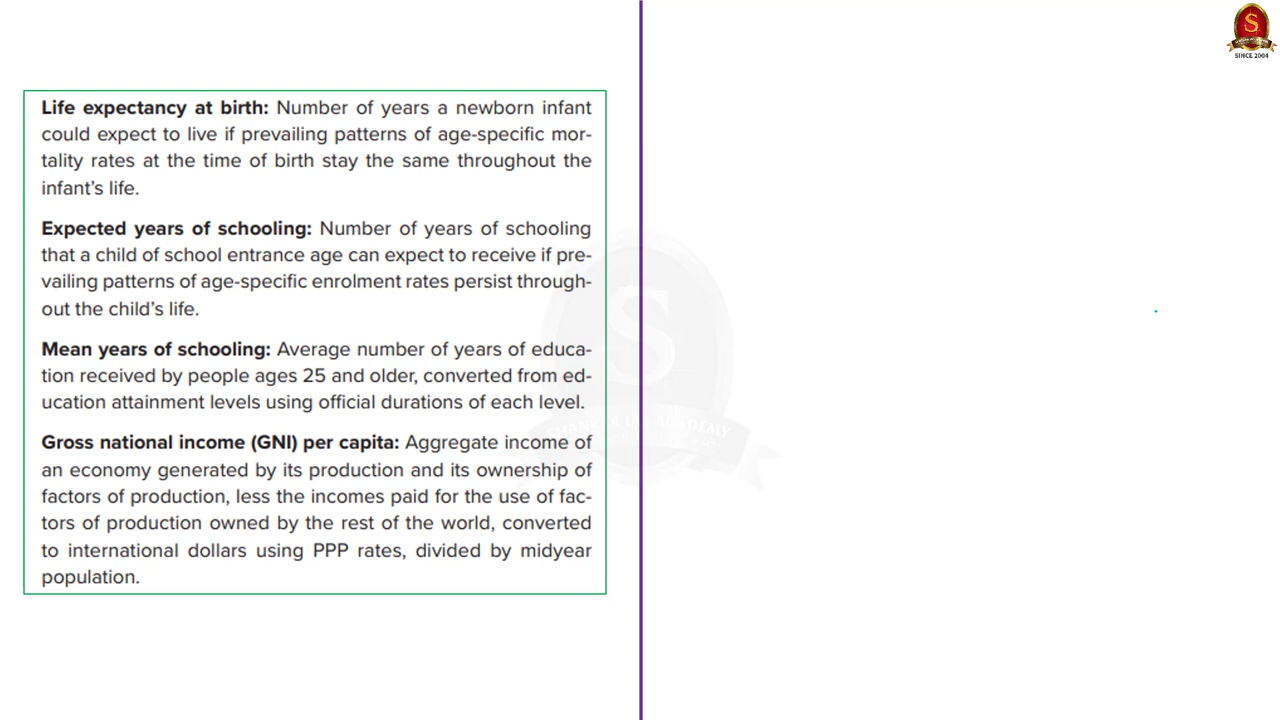 Life expectancy at birth: Number of years a newborn infant
could expect to live if prevailing patterns of age-specific mor-
tality rates at the time of birth stay the same throughout the
infant's life.
Expected years of schooling: Number of years of schooling
that a child of school entrance age can expect to receive if pre-
vailing patterns of age-specific enrolment rates persist through-
out the child's life.
Mean years of schooling: Average number of years of educa-
tion received by people ages 25 and older, converted from ed-
ucation attainment levels using official durations of each level.
Gross national income (GNI) per capita: Aggregate income of
an economy generated by its production and its ownership of
factors of production, less the incomes paid for the use of fac-
tors of production owned by the rest of the world, converted
to international dollars using PPP rates, divided by midyear
population.
S
SINCE 2004